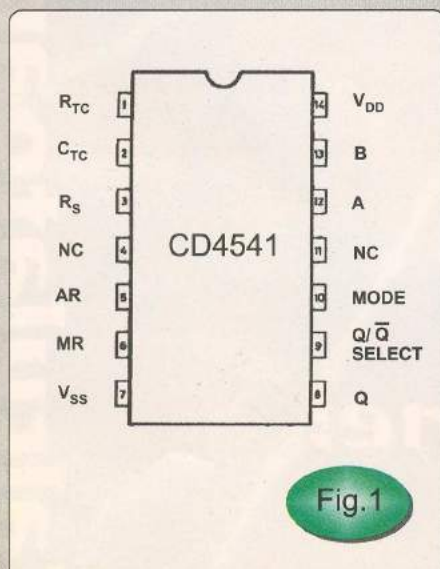 R_TC 1 14 V_DD
C_TC 2 13 B
R_S 3 12 A
CD4541
NC 4 11 NC
AR 5 10 MODE
MR 6 9 Q/Q̅ SELECT
V_SS 7 8 Q
Fig.1